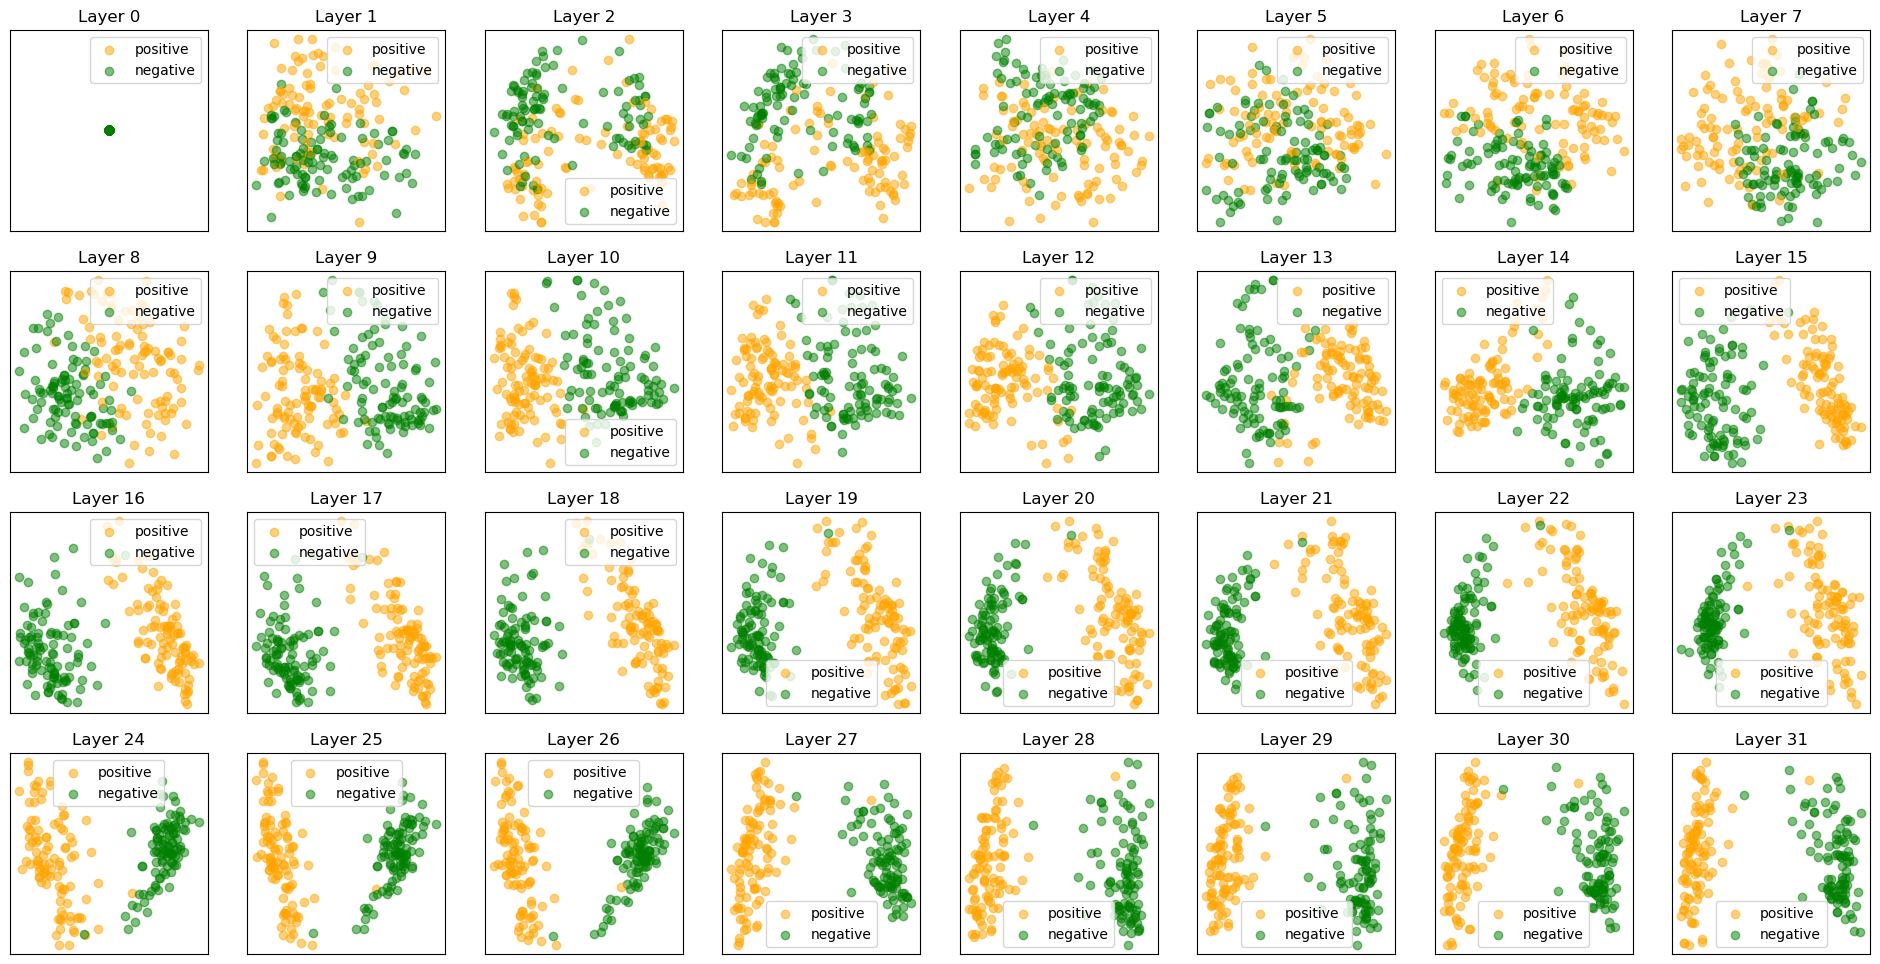 Layer 0 Layer 1 Layer 2 Layer 3 Layer 4 Layer 5 Layer 6 Layer 7
positive positive positive positive positive positive positive
negative negative negative negative negative negative negative
positive
negative
Layer 8 Layer 9 Layer 10 Layer 11 Layer 12 Layer 13 Layer 14 Layer 15
positive positive positive positive positive positive positive
negative negative negative negative negative negative negative
positive
negative
Layer 16 Layer 17 Layer 18 Layer 19 Layer 20 Layer 21 Layer 22 Layer 23
positive positive positive
negative negative negative
positive positive positive positive positive
negative negative negative negative negative
Layer 24 Layer 25 Layer 26 Layer 27 Layer 28 Layer 29 Layer 30 Layer 31
positive positive positive
negative negative negative
positive positive positive positive positive
negative negative negative negative negative